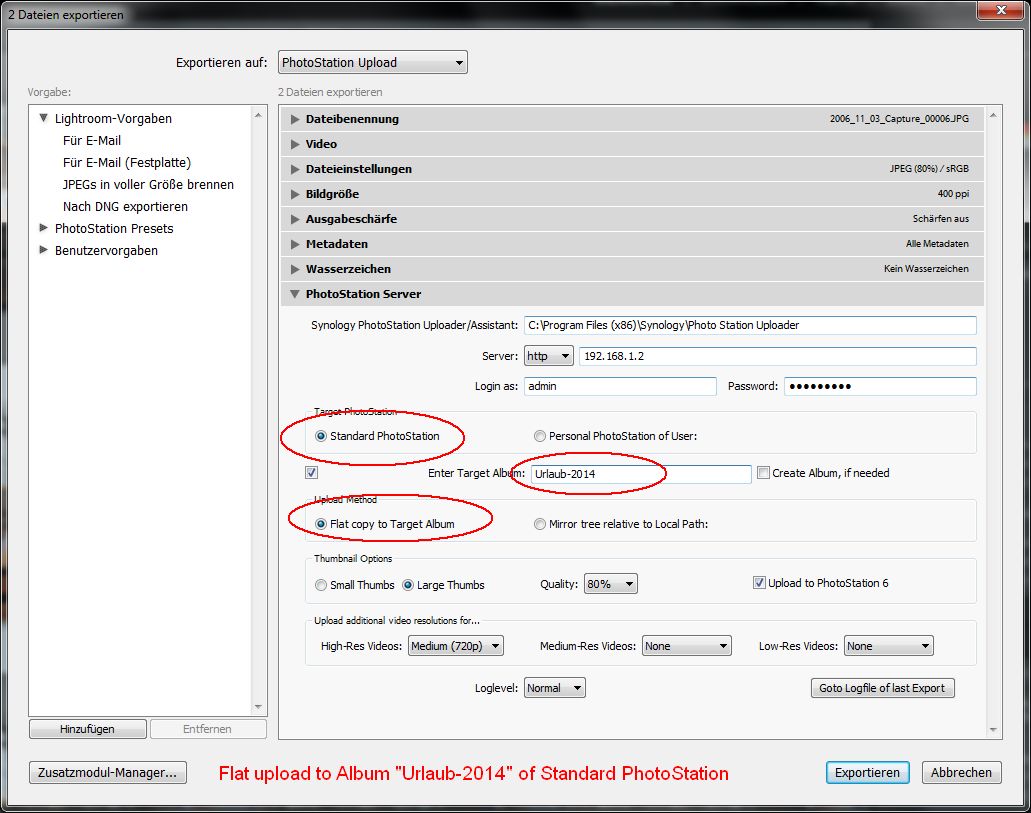 2 Dateien exportieren
Exportieren auf: PhotoStation Upload
Vorgabe:
2 Dateien exportieren
Lightroom-Vorgaben
Für E-Mail
Für E-Mail (Festplatte)
JPEGs in voller Größe brennen
Nach DNG exportieren
PhotoStation Presets
Benutzervorgaben
Hinzufügen Entfernen
Dateibenennung 2006_11_03_Capture_00006.JPG
Video
Dateieinstellungen JPEG (80%) / sRGB
Bildgröße 400 ppi
Ausgabeschärfe Schärfen aus
Metadaten Alle Metadaten
Wasserzeichen Kein Wasserzeichen
PhotoStation Server
Synology PhotoStation Uploader/Assistant: C:\Program Files (x86)\Synology\Photo Station Uploader
Server: http 192.168.1.2
Login as: admin Password: ●●●●●●●●●
Target PhotoStation
Standard PhotoStation Personal PhotoStation of User:
Enter Target Album: Urlaub-2014 Create Album, if needed
Upload Method
Flat copy to Target Album Mirror tree relative to Local Path:
Thumbnail Options
Small Thumbs Large Thumbs Quality: 80% Upload to PhotoStation 6
Upload additional video resolutions for...
High-Res Videos: Medium (720p) Medium-Res Videos: None Low-Res Videos: None
Loglevel: Normal Goto Logfile of last Export
Zusatzmodul-Manager... Flat upload to Album "Urlaub-2014" of Standard PhotoStation Exportieren Abbrechen